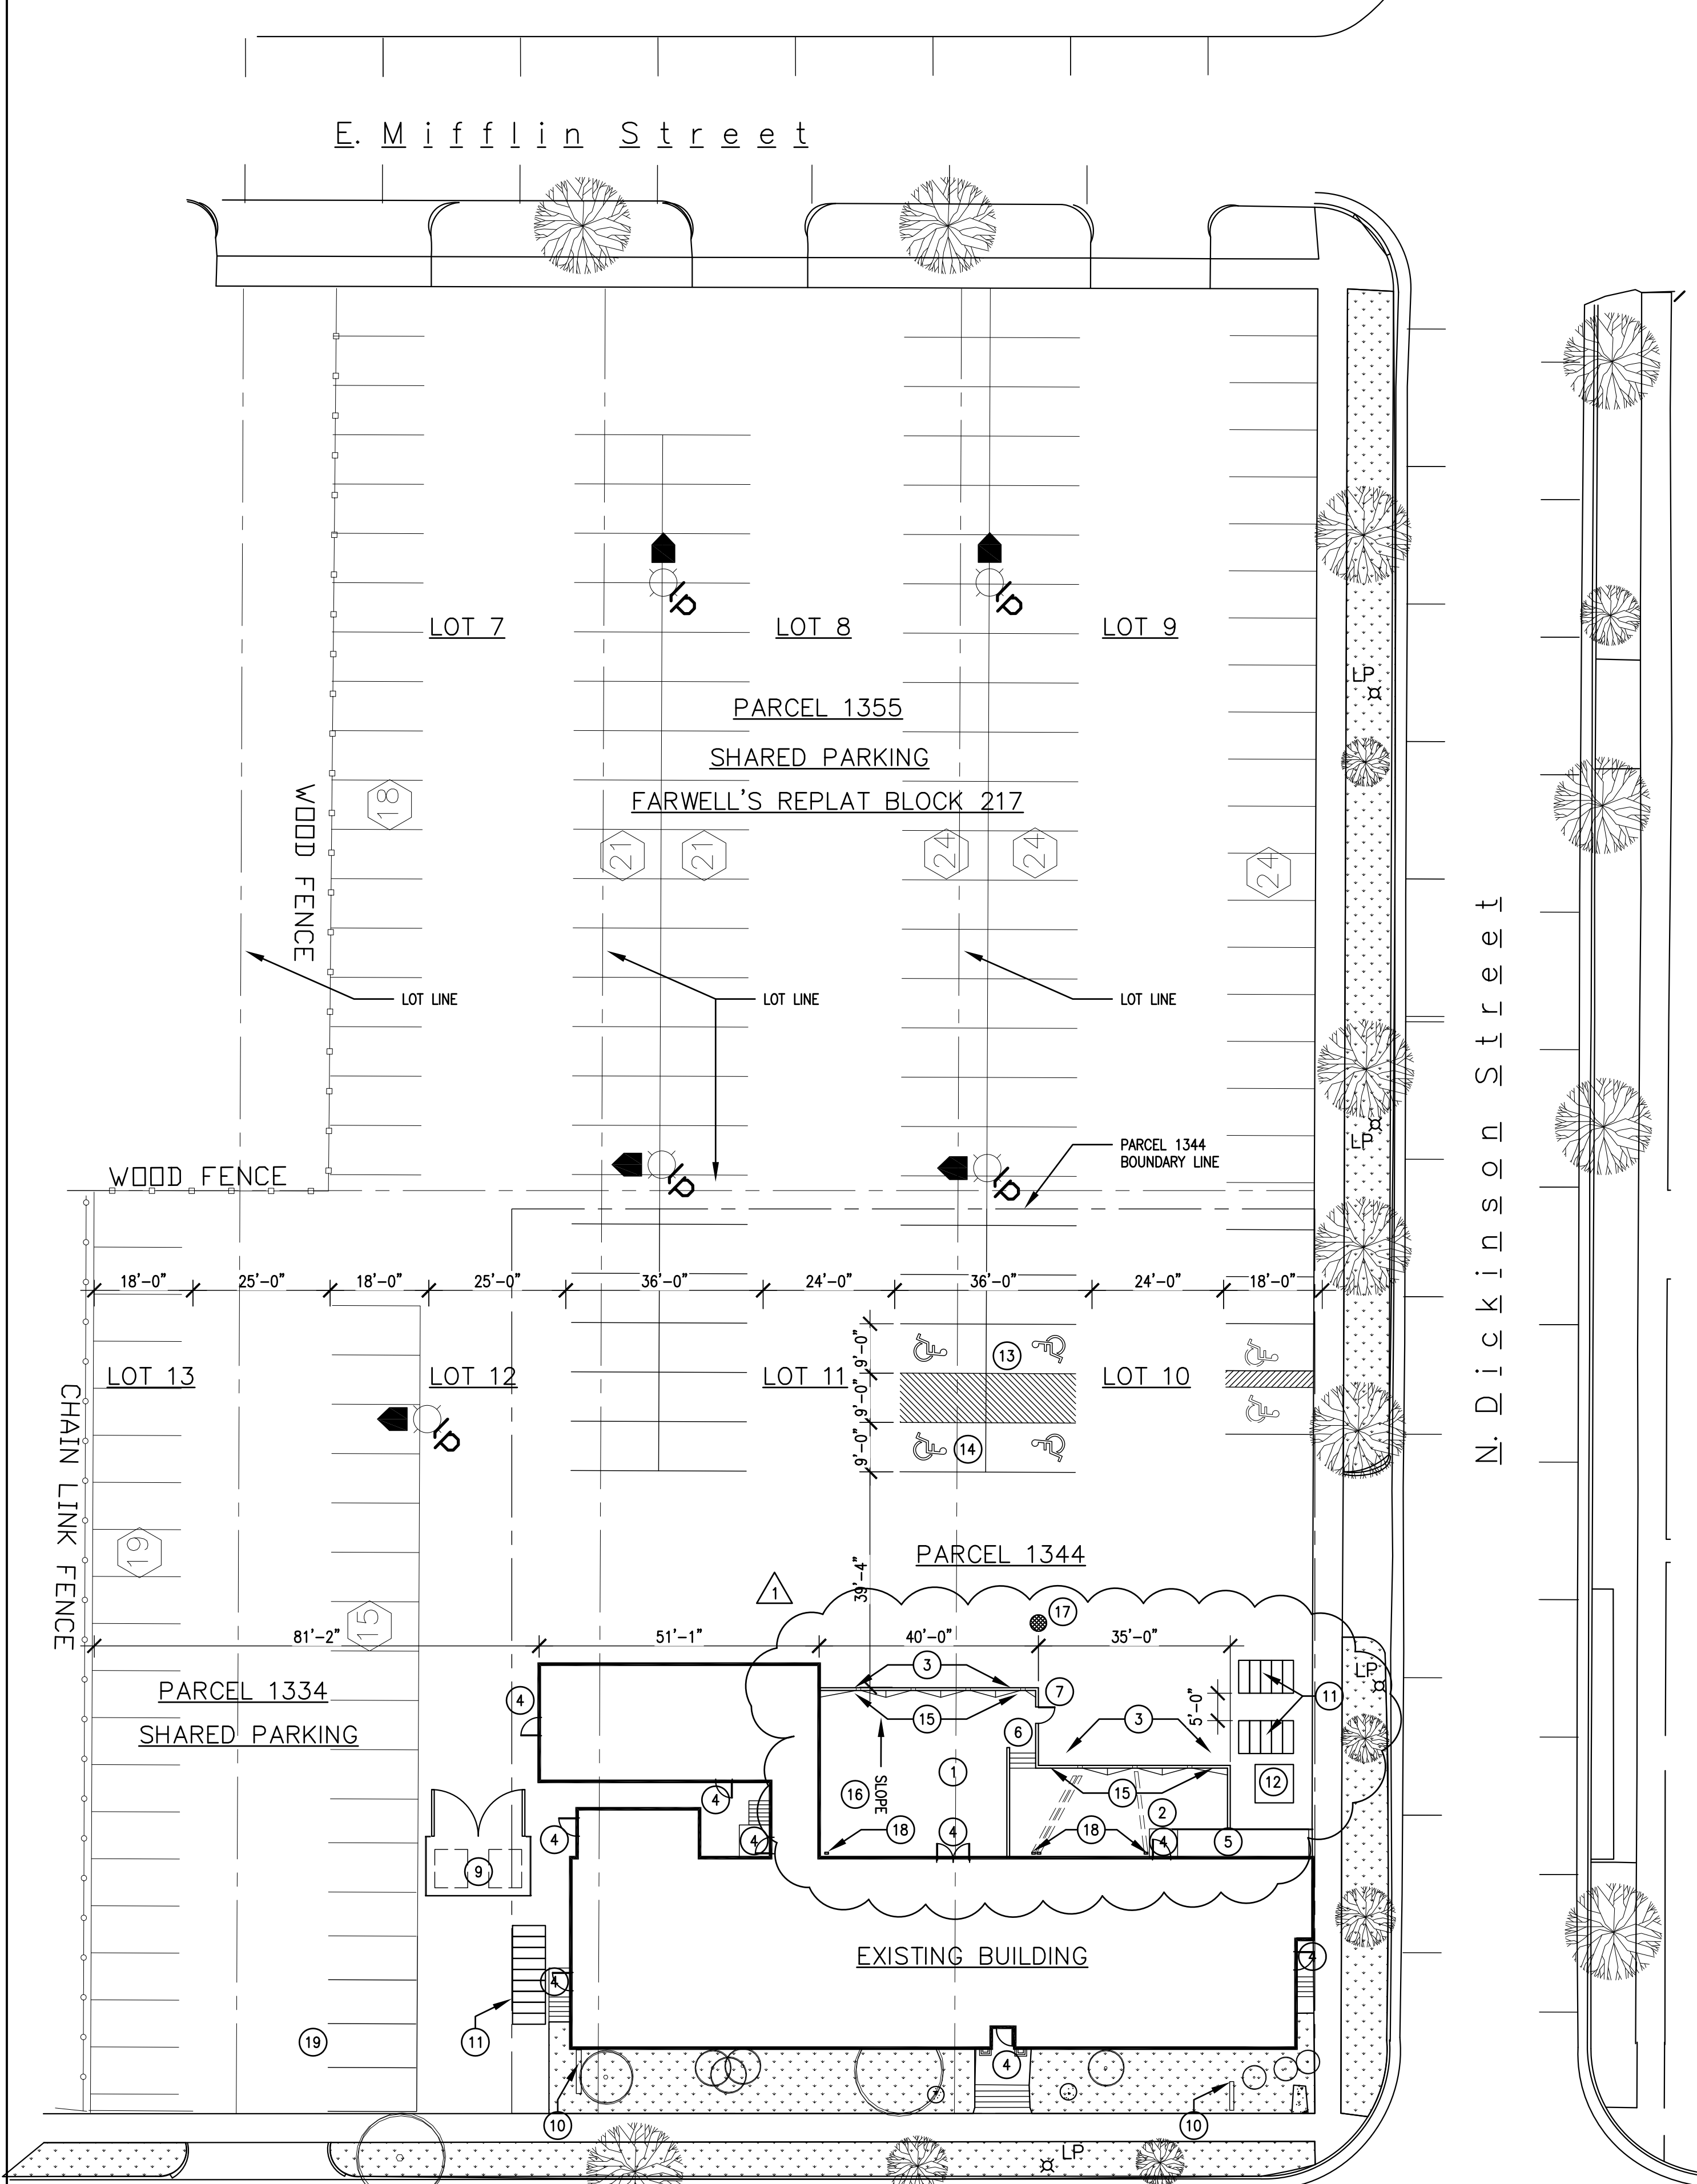 E. Mifflin Street
LOT 7
LOT 8
LOT 9
lp
lp
LP
PARCEL 1355
SHARED PARKING
FARWELL'S REPLAT BLOCK 217
WOOD FENCE
18
21
21
24
24
24
LOT LINE
LOT LINE
LOT LINE
N. Dickinson Street
LP
PARCEL 1344
BOUNDARY LINE
WOOD FENCE
lp
lp
18'-0"
25'-0"
18'-0"
25'-0"
36'-0"
24'-0"
36'-0"
24'-0"
18'-0"
9'-0"
9'-0"
9'-0"
13
14
LOT 13
LOT 12
LOT 11
LOT 10
lp
CHAIN LINK FENCE
19
15
PARCEL 1344
39'-4"
1
17
81'-2"
51'-1"
40'-0"
35'-0"
PARCEL 1334
SHARED PARKING
4
3
7
11
LP
15
6
3
5'-0"
1
16
SLOPE
15
12
4
2
4
4
18
4
18
4
5
9
EXISTING BUILDING
4
4
19
11
4
10
10
LP